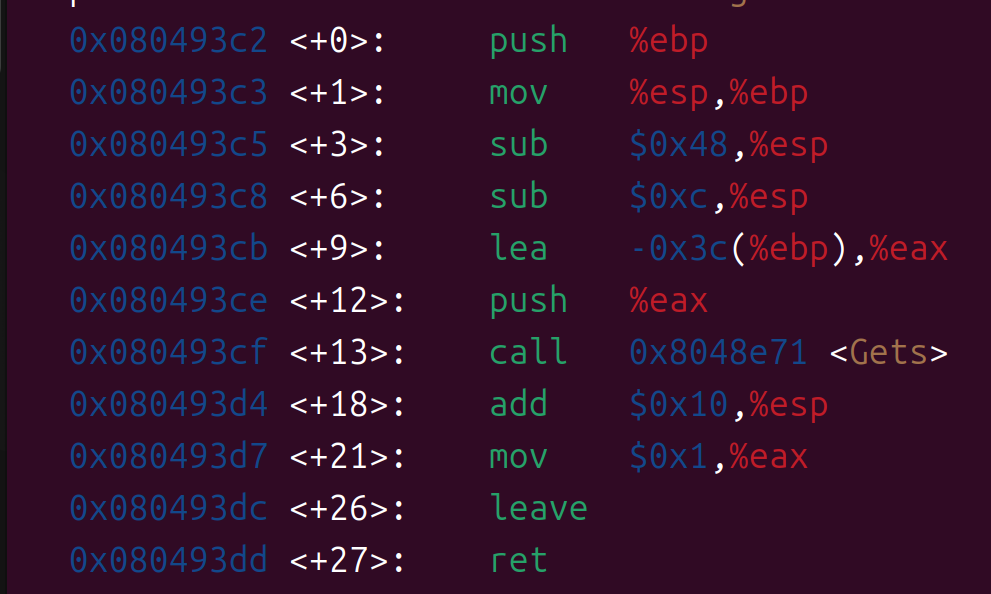 0x080493c2 <+0>: push %ebp
0x080493c3 <+1>: mov %esp,%ebp
0x080493c5 <+3>: sub $0x48,%esp
0x080493c8 <+6>: sub $0xc,%esp
0x080493cb <+9>: lea -0x3c(%ebp),%eax
0x080493ce <+12>: push %eax
0x080493cf <+13>: call 0x8048e71 <Gets>
0x080493d4 <+18>: add $0x10,%esp
0x080493d7 <+21>: mov $0x1,%eax
0x080493dc <+26>: leave
0x080493dd <+27>: ret